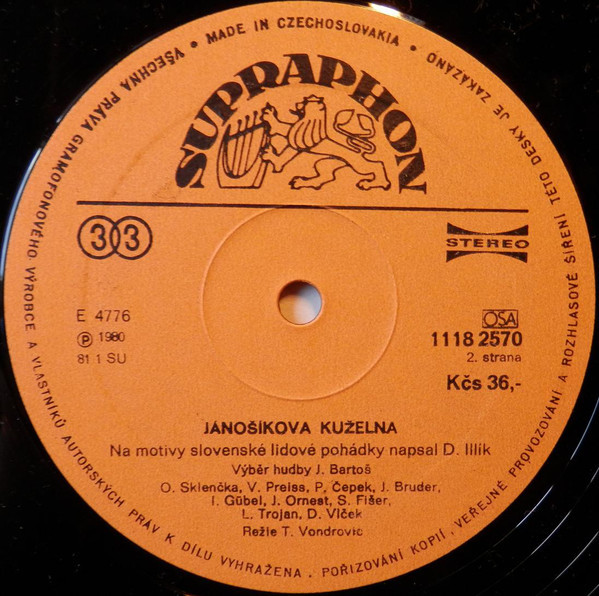 VŠECHNA PRÁVA GRAMOFONOVÉHO VÝROBCE A VLASTNÍKŮ AUTORSKÝCH PRÁV K DÍLU VYHRAŽENA. POŘIZOVÁNÍ KOPIÍ, VEŘEJNÉ PROVOZOVÁNÍ A ROZHLASOVÉ ŠÍŘENÍ TÉTO DESKY JE ZAKÁZÁNO • MADE IN CZECHOSLOVAKIA •
SUPRAPHON
33
STEREO
E 4776
Ⓟ 1980
81 1 SU
OSA
1118 2570
2. strana
Kčs 36,-
JÁNOŠÍKOVA KUŽELNA
Na motivy slovenské lidové pohádky napsal D. Illík
Výběr hudby J. Bartoš
O. Sklenčka, V. Preiss, P. Čepek, J. Bruder,
I. Gübel, J. Ornest, S. Fišer,
L. Trojan, D. Vlček
Režie T. Vondrovic